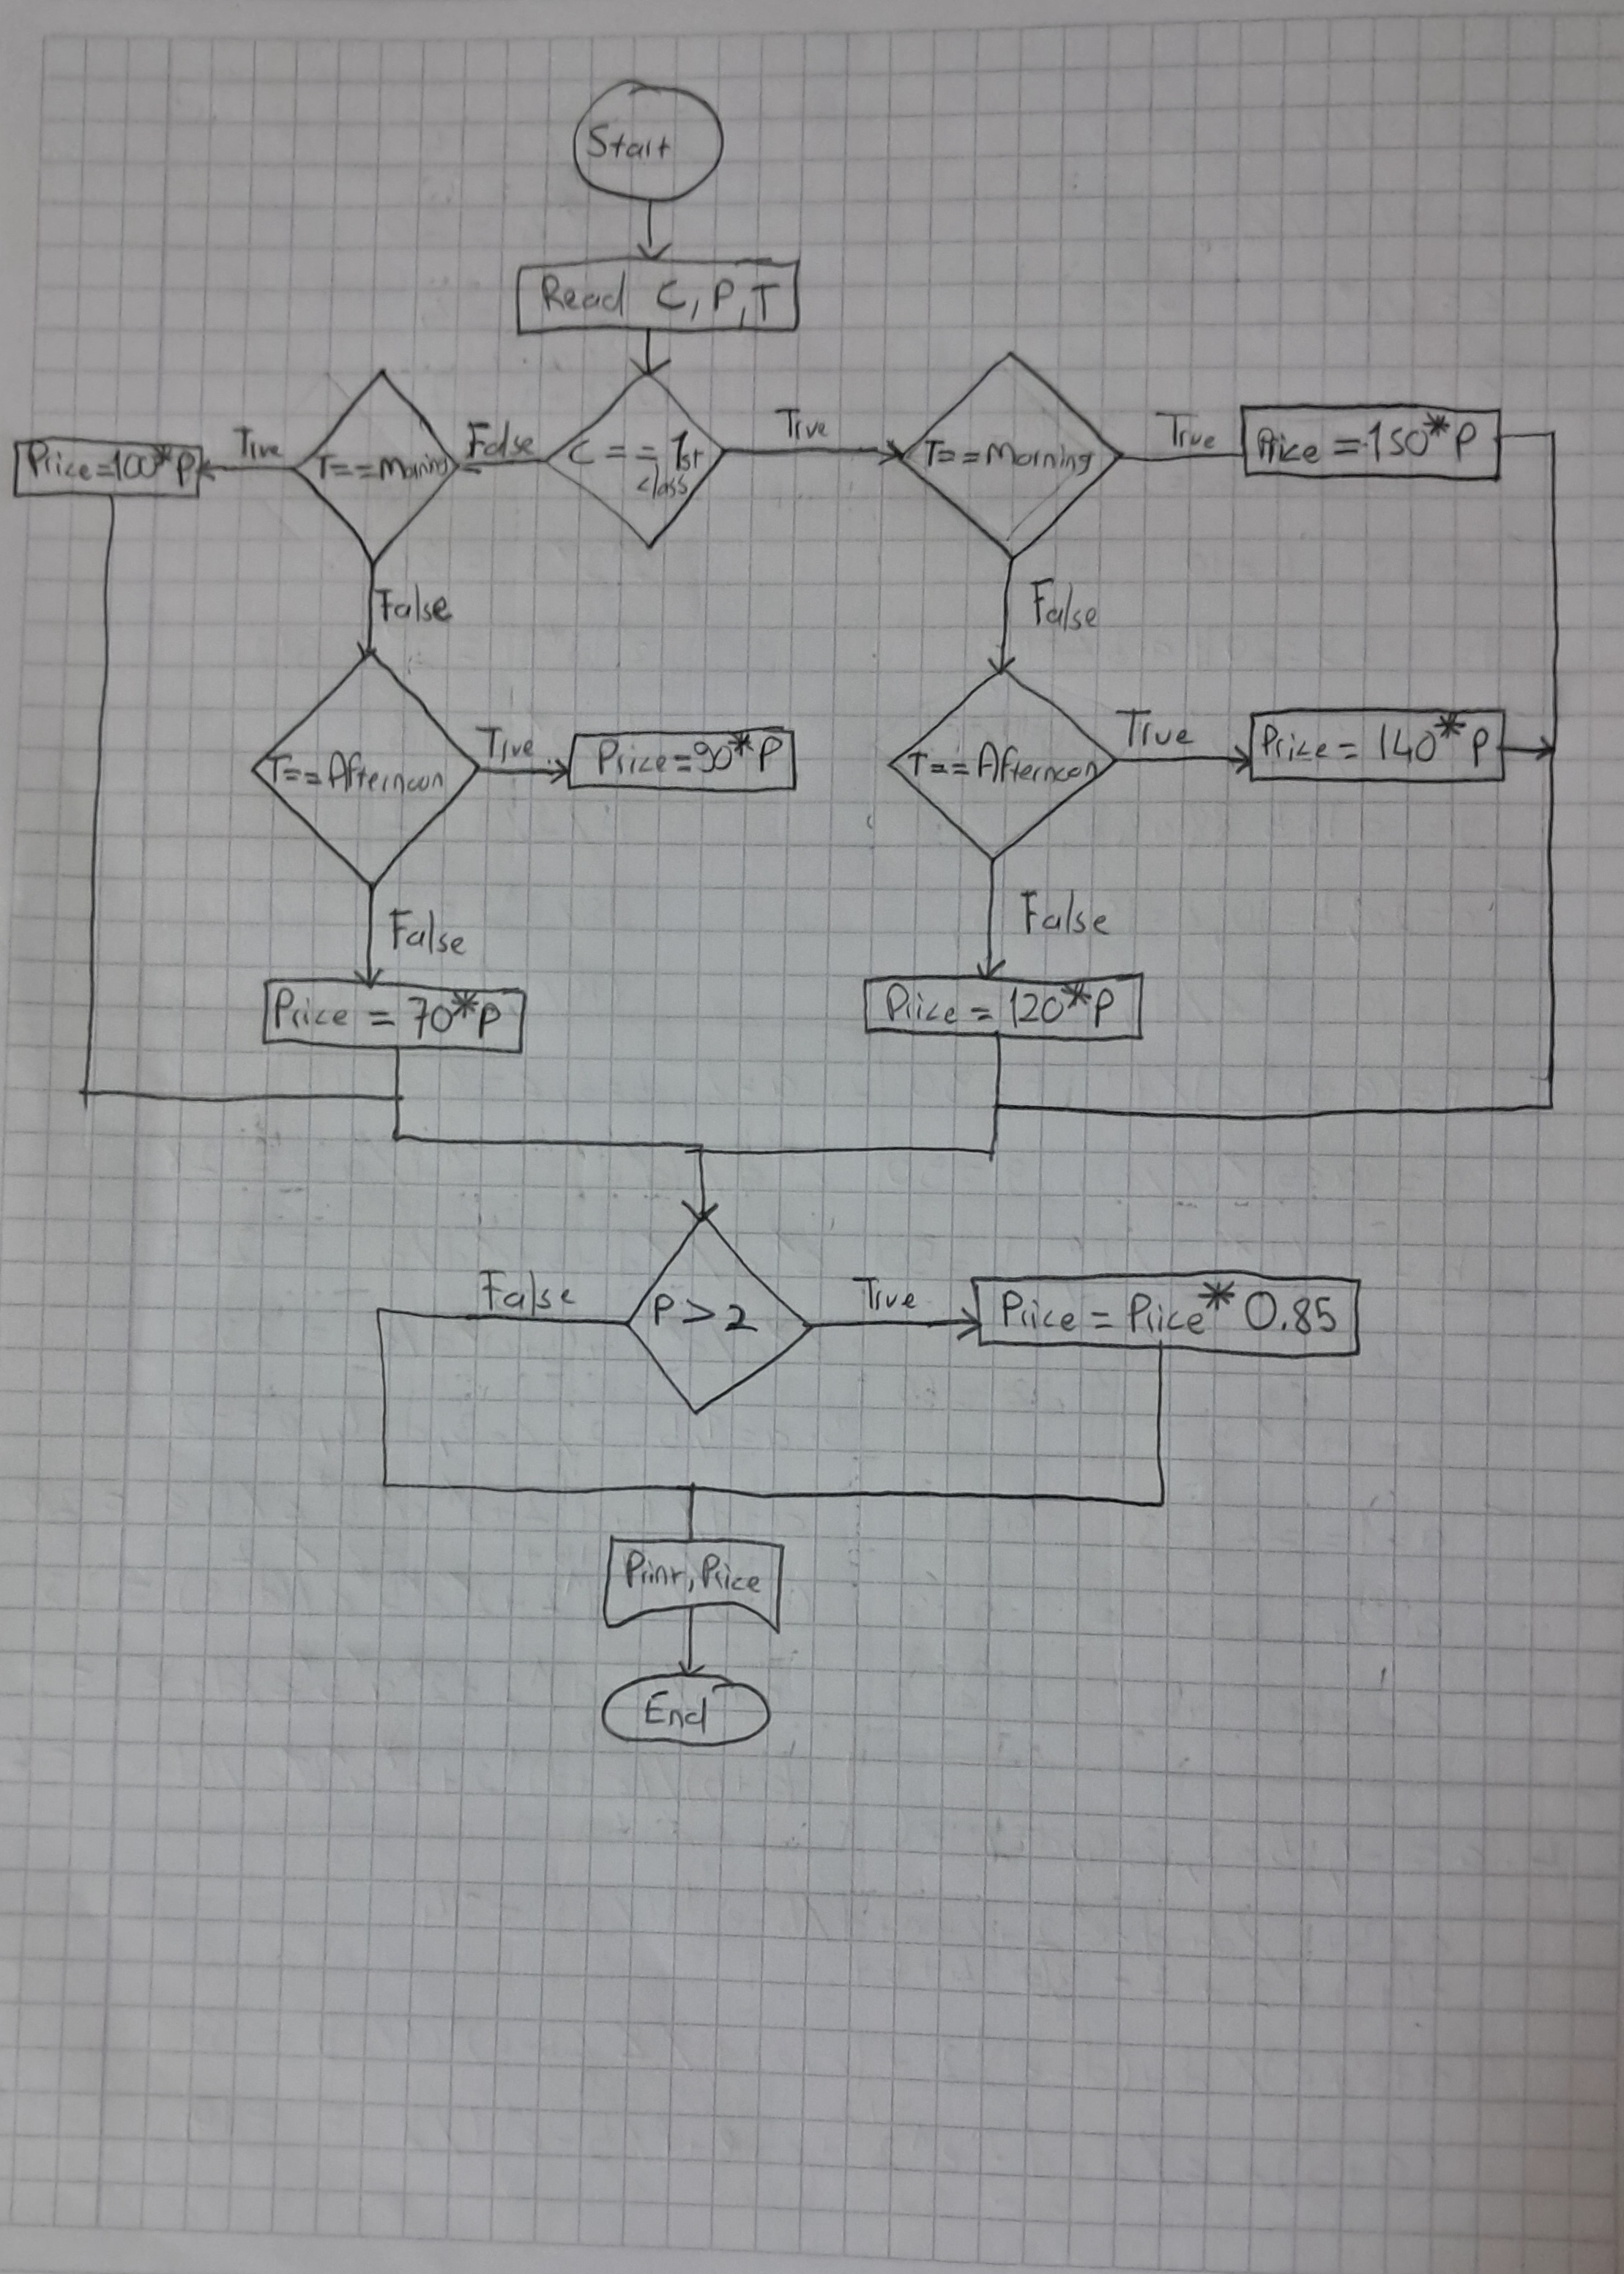 Start
Read C, P, T
C == 1st
class
False
True
T==Morning
True
Price=100*P
T==Morning
True
Price=150*P
False
False
T==Afternoon
True
Price=90*P
T==Afternoon
True
Price=140*P
False
False
Price=70*P
Price=120*P
P>2
False
True
Price=Price*0.85
Print, Price
End